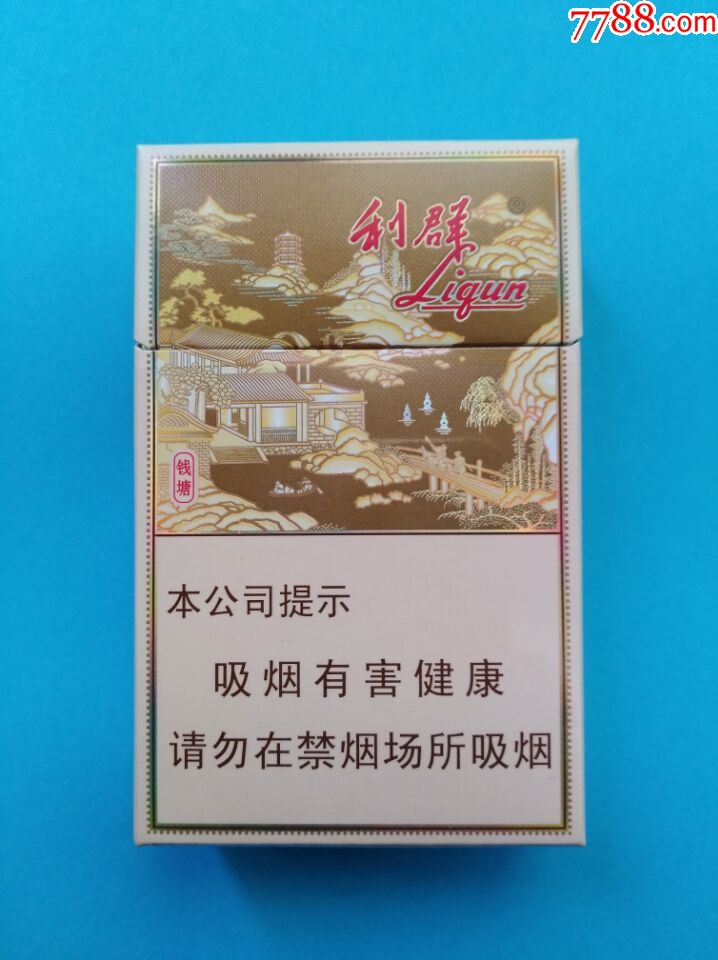 7788.com
利群®
Liqun
钱塘
本公司提示
吸烟有害健康
请勿在禁烟场所吸烟